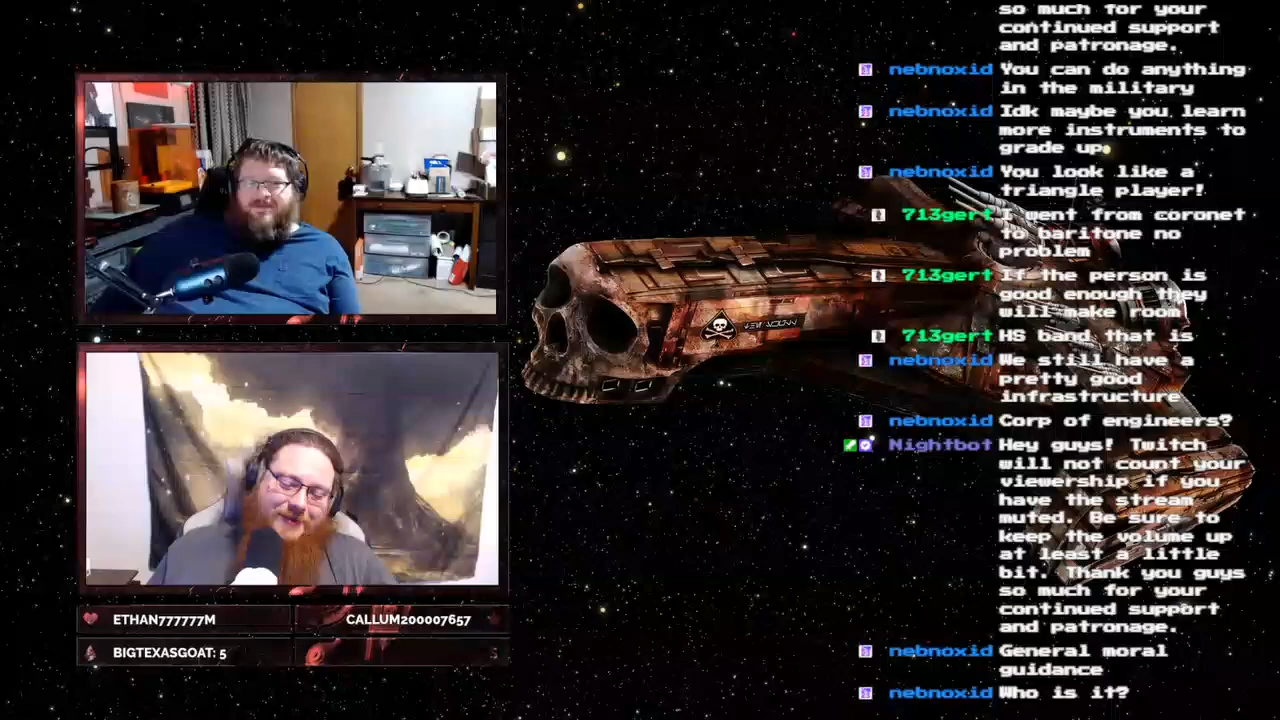 so much for your
continued support
and patronage.
nebnoxid You can do anything
in the military
nebnoxid Idk maybe you learn
more instruments to
grade up
nebnoxid You look like a
triangle player!
713gert I went from coronet
to baritone no
problem
713gert If the person is
good enough they
will make room
713gert HS band that is
nebnoxid We still have a
pretty good
infrastructure
nebnoxid Corp of engineers?
Nightbot Hey guys! Twitch
will not count your
viewership if you
have the stream
muted. Be sure to
keep the volume up
at least a little
bit. Thank you guys
so much for your
continued support
and patronage.
nebnoxid General moral
guidance
nebnoxid Who is it?
ETHAN777777M
CALLUM200007657
BIGTEXASGOAT: 5